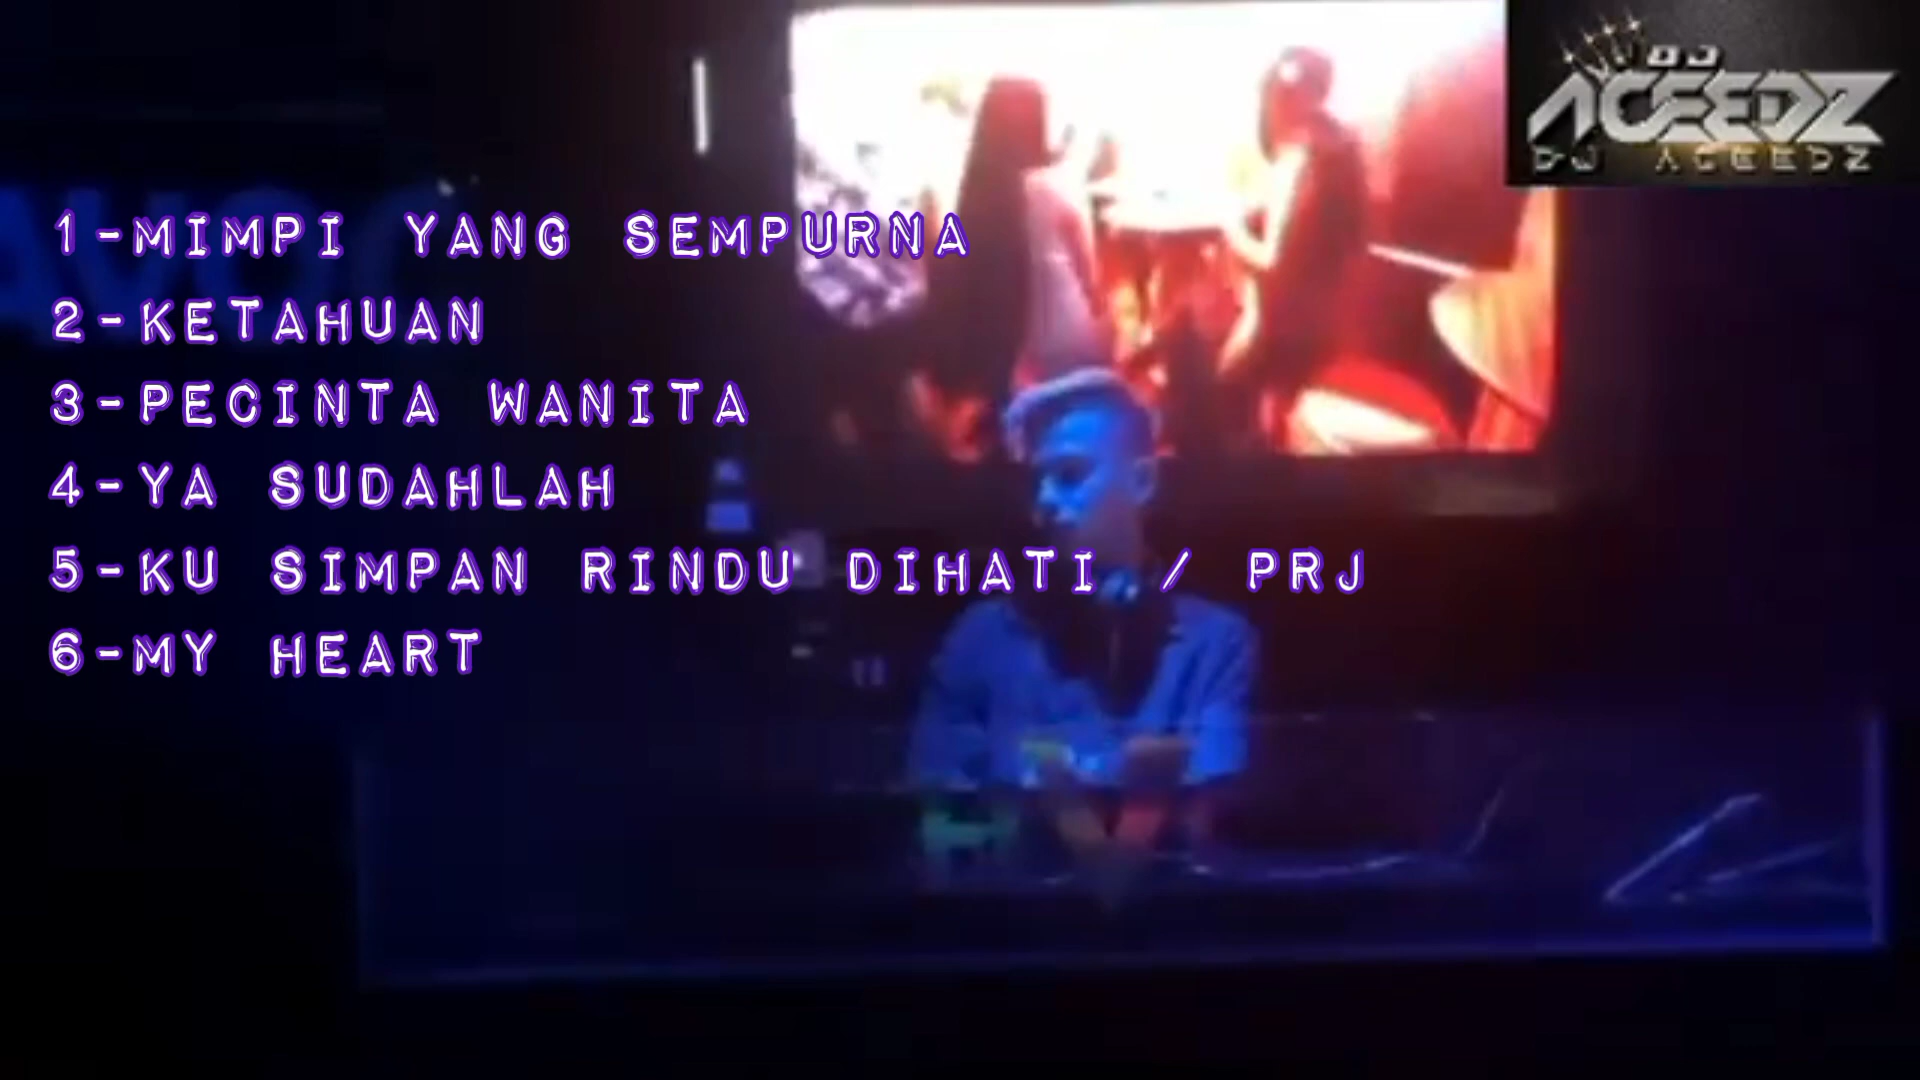 DJ
ACEEDZ
DJ ACEEDZ
1-MIMPI YANG SEMPURNA
2-KETAHUAN
3-PECINTA WANITA
4-YA SUDAHLAH
5-KU SIMPAN RINDU DIHATI / PRJ
6-MY HEART